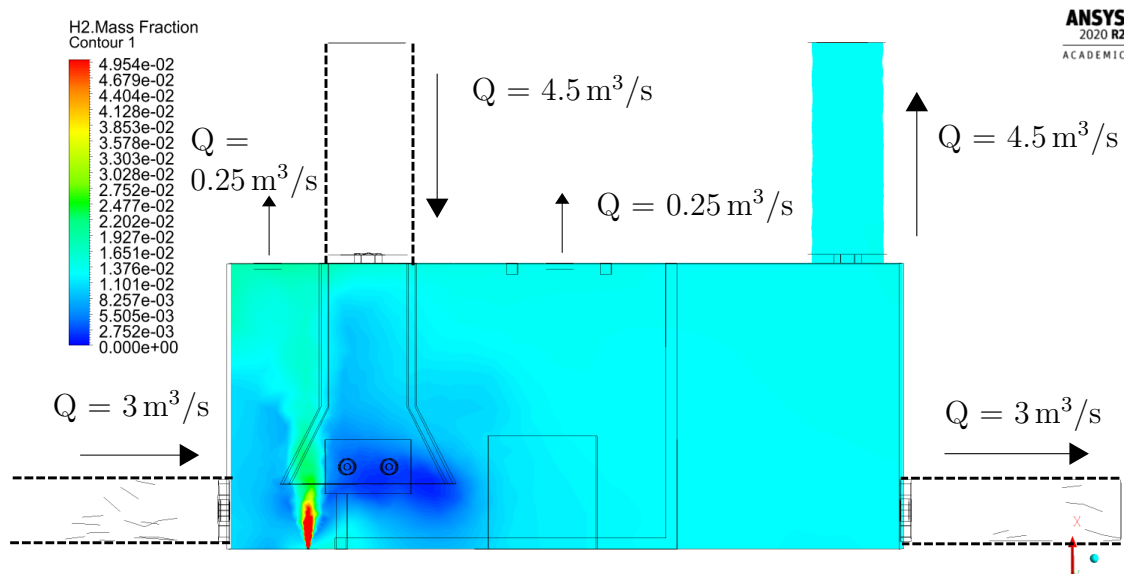 H2.Mass Fraction
Contour 1
4.954e-02
4.679e-02
4.404e-02
4.128e-02
3.853e-02
3.578e-02
3.303e-02
3.028e-02
2.752e-02
2.477e-02
2.202e-02
1.927e-02
1.651e-02
1.376e-02
1.101e-02
8.257e-03
5.505e-03
2.752e-03
0.000e+00
ANSYS
2020 R2
ACADEMIC
Q = 4.5 m³/s
Q =
0.25 m³/s
Q = 4.5 m³/s
Q = 0.25 m³/s
Q = 3 m³/s
Q = 3 m³/s
X